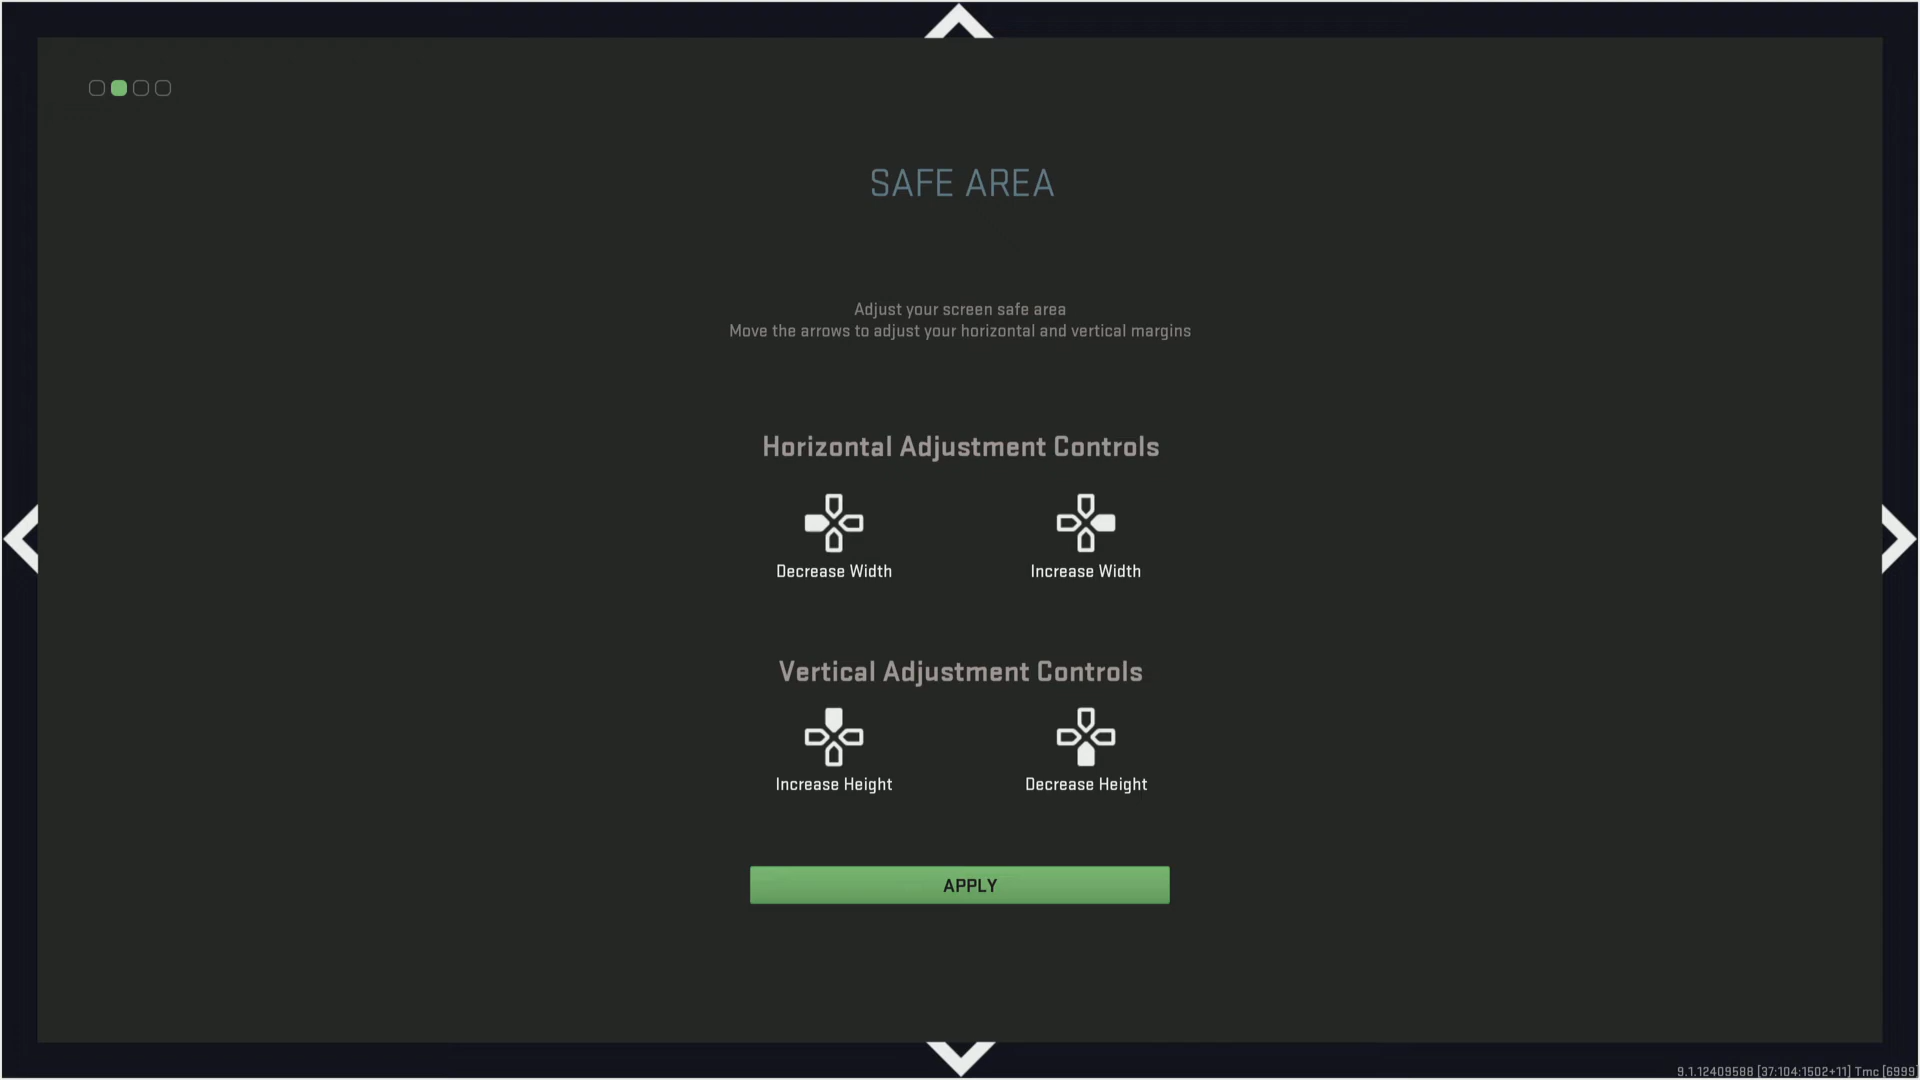 SAFE AREA
Adjust your screen safe area
Move the arrows to adjust your horizontal and vertical margins
Horizontal Adjustment Controls
Decrease Width
Increase Width
Vertical Adjustment Controls
Increase Height
Decrease Height
APPLY
9.1.12409588 [37:104:1502+11] Tmc [6999]